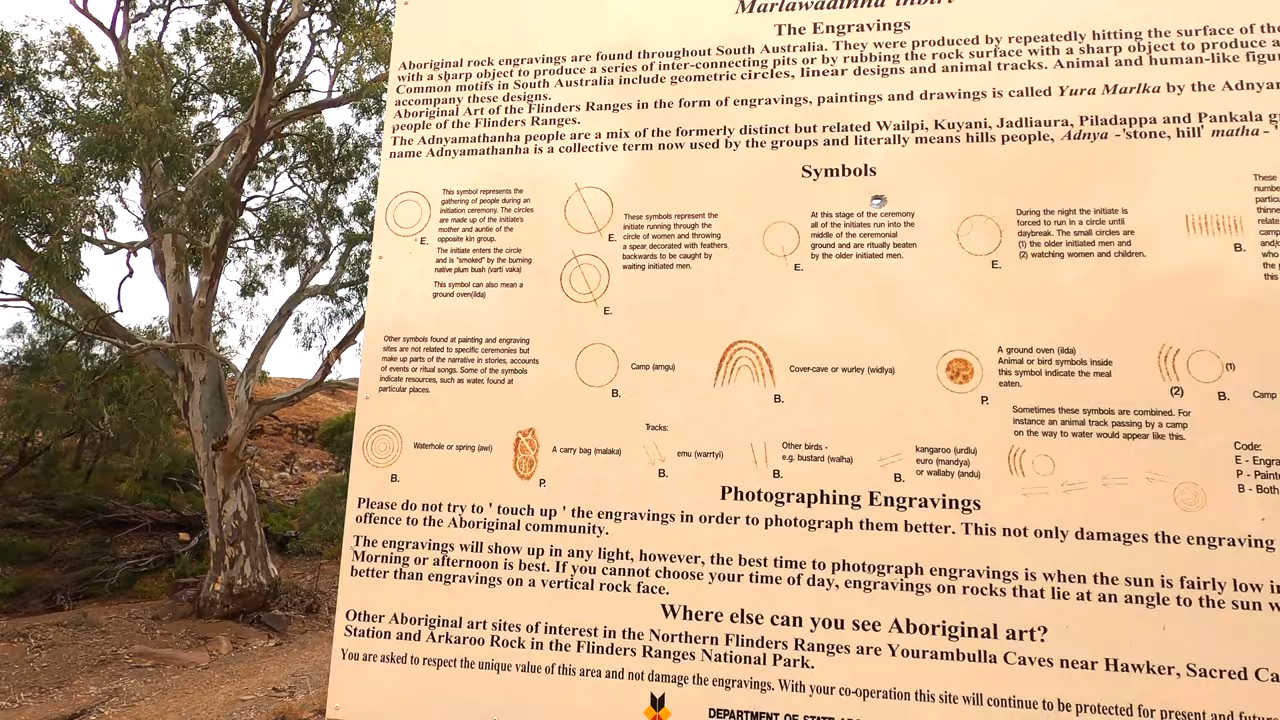 Marlawadinha Inbiri
The Engravings
Aboriginal rock engravings are found throughout South Australia. They were produced by repeatedly hitting the surface of the
with a sharp object to produce a series of inter-connecting pits or by rubbing the rock surface with a sharp object to produce a
Common motifs in South Australia include geometric circles, linear designs and animal tracks. Animal and human-like figu
accompany these designs.
Aboriginal Art of the Flinders Ranges in the form of engravings, paintings and drawings is called Yura Marlka by the Adnyam
people of the Flinders Ranges.
The Adnyamathanha people are a mix of the formerly distinct but related Wailpi, Kuyani, Jadliaura, Piladappa and Pankala g
name Adnyamathanha is a collective term now used by the groups and literally means hills people, Adnya -'stone, hill' matha - '
Symbols
This symbol represents the
gathering of people during an
initiation ceremony. The circles
are made up of the initiate's
mother and auntie of the
opposite kin group.
E.
The initiate enters the circle
and is "smoked" by the burning
native plum bush (varti vaka)
This symbol can also mean a
ground oven(ilda)
E.
E.
These symbols represent the
initiate running through the
circle of women and throwing
a spear, decorated with feathers,
backwards to be caught by
waiting initiated men.
At this stage of the ceremony
all of the initiates run into the
middle of the ceremonial
ground and are ritually beaten
by the older initiated men.
E.
During the night the initiate is
forced to run in a circle until
daybreak. The small circles are
(1) the older initiated men and
(2) watching women and children.
E.
B.
These
numbe
particu
thinne
relate
camp
and/o
who
the
this
Other symbols found at painting and engraving
sites are not related to specific ceremonies but
make up parts of the narrative in stories, accounts
of events or ritual songs. Some of the symbols
indicate resources, such as water, found at
particular places.
Camp (arngu)
B.
Cover-cave or wurley (widlya)
B.
A ground oven (ilda)
Animal or bird symbols inside
this symbol indicate the meal
eaten.
P.
(1)
(2)
B.
Camp
Waterhole or spring (awi)
B.
A carry bag (malaka)
P.
Tracks:
emu (warrtyi)
B.
Other birds -
e.g. bustard (walha)
B.
kangaroo (urdlu)
euro (mandya)
or wallaby (andu)
B.
Sometimes these symbols are combined. For
instance an animal track passing by a camp
on the way to water would appear like this.
Code:
E - Engra
P - Paint
B - Both
Photographing Engravings
Please do not try to ' touch up ' the engravings in order to photograph them better. This not only damages the engraving
offence to the Aboriginal community.
The engravings will show up in any light, however, the best time to photograph engravings is when the sun is fairly low in
Morning or afternoon is best. If you cannot choose your time of day, engravings on rocks that lie at an angle to the sun w
better than engravings on a vertical rock face.
Where else can you see Aboriginal art?
Other Aboriginal art sites of interest in the Northern Flinders Ranges are Yourambulla Caves near Hawker, Sacred Ca
Station and Arkaroo Rock in the Flinders Ranges National Park.
You are asked to respect the unique value of this area and not damage the engravings. With your co-operation this site will continue to be protected for present and futur
DEPARTMENT OF STATE